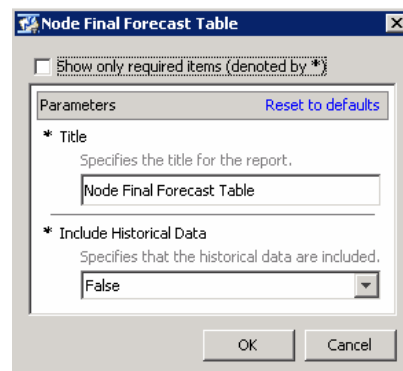 Node Final Forecast Table
Show only required items (denoted by *)
Parameters Reset to defaults
* Title
Specifies the title for the report.
Node Final Forecast Table
* Include Historical Data
Specifies that the historical data are included.
False
OK Cancel